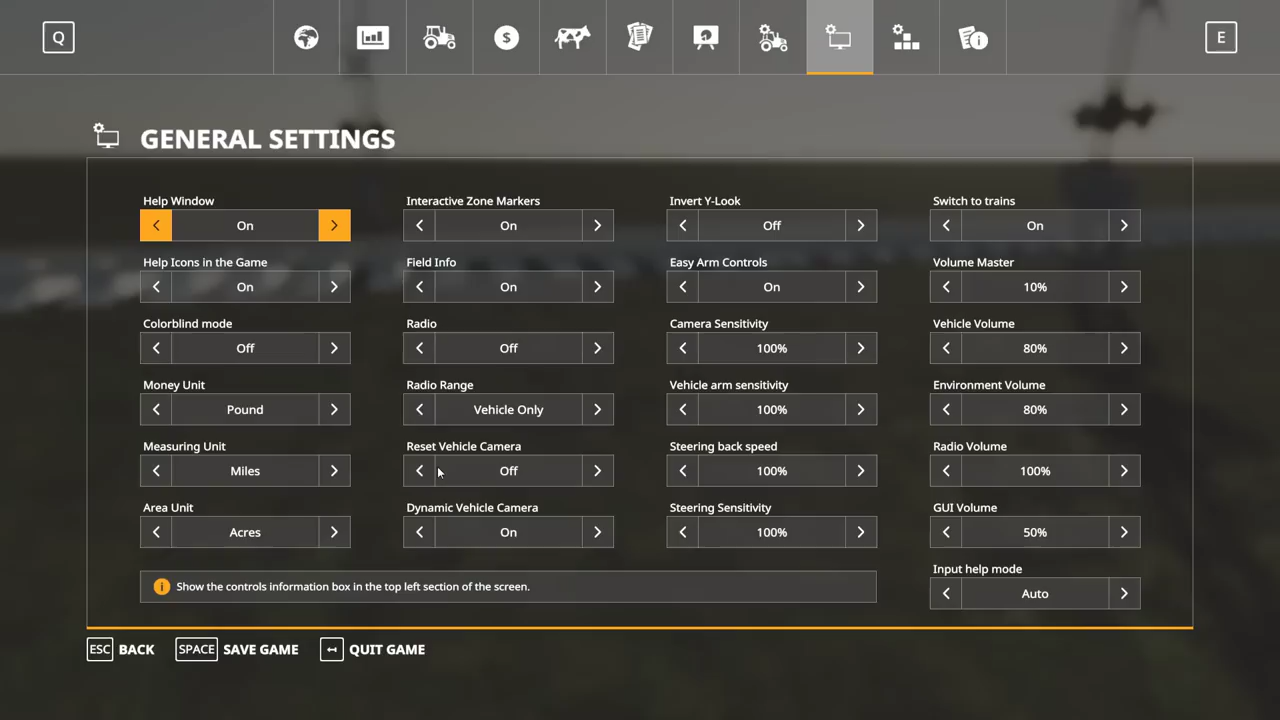 Q
$
E
GENERAL SETTINGS
Help Window
On
Help Icons in the Game
On
Colorblind mode
Off
Money Unit
Pound
Measuring Unit
Miles
Area Unit
Acres
Interactive Zone Markers
On
Field Info
On
Radio
Off
Radio Range
Vehicle Only
Reset Vehicle Camera
Off
Dynamic Vehicle Camera
On
Invert Y-Look
Off
Easy Arm Controls
On
Camera Sensitivity
100%
Vehicle arm sensitivity
100%
Steering back speed
100%
Steering Sensitivity
100%
Switch to trains
On
Volume Master
10%
Vehicle Volume
80%
Environment Volume
80%
Radio Volume
100%
GUI Volume
50%
Input help mode
Auto
Show the controls information box in the top left section of the screen.
ESC BACK SPACE SAVE GAME QUIT GAME